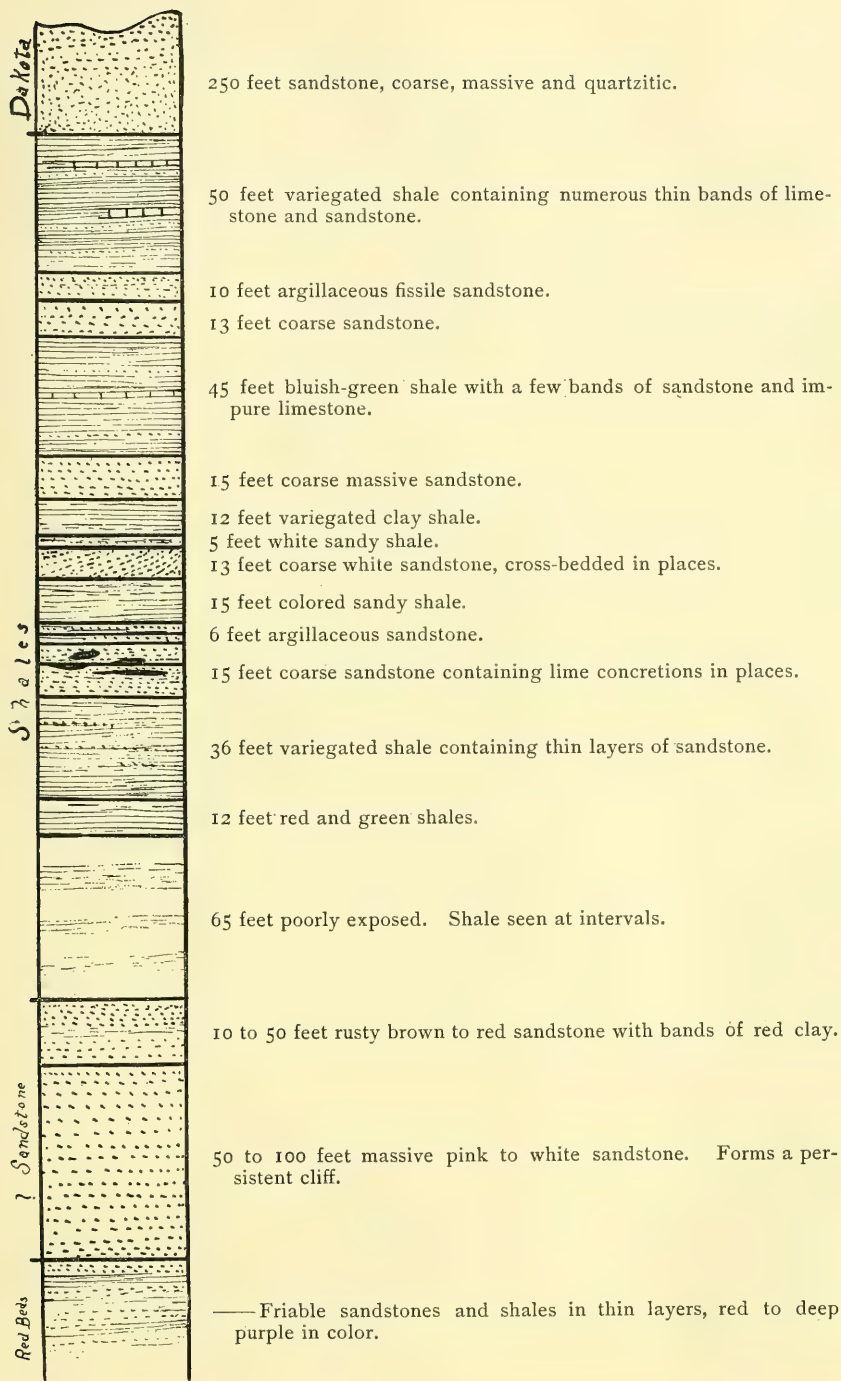 Dakota
250 feet sandstone, coarse, massive and quartzitic.
50 feet variegated shale containing numerous thin bands of lime-
stone and sandstone.
10 feet argillaceous fissile sandstone.
13 feet coarse sandstone.
45 feet bluish-green shale with a few bands of sandstone and im-
pure limestone.
15 feet coarse massive sandstone.
12 feet variegated clay shale.
5 feet white sandy shale.
13 feet coarse white sandstone, cross-bedded in places.
15 feet colored sandy shale.
Shales
6 feet argillaceous sandstone.
15 feet coarse sandstone containing lime concretions in places.
36 feet variegated shale containing thin layers of sandstone.
12 feet red and green shales.
65 feet poorly exposed. Shale seen at intervals.
10 to 50 feet rusty brown to red sandstone with bands of red clay.
? Sandstone
50 to 100 feet massive pink to white sandstone. Forms a per-
sistent cliff.
Red Beds
——Friable sandstones and shales in thin layers, red to deep
purple in color.